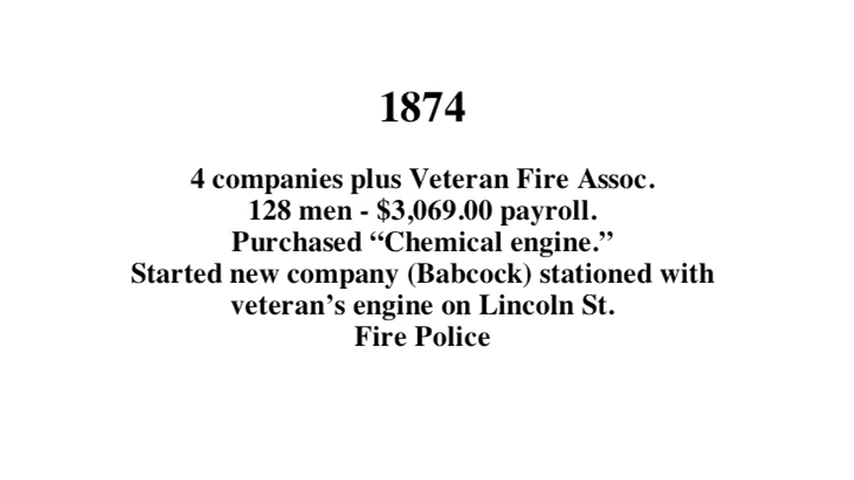 1874
4 companies plus Veteran Fire Assoc.
128 men - $3,069.00 payroll.
Purchased “Chemical engine.”
Started new company (Babcock) stationed with
veteran’s engine on Lincoln St.
Fire Police